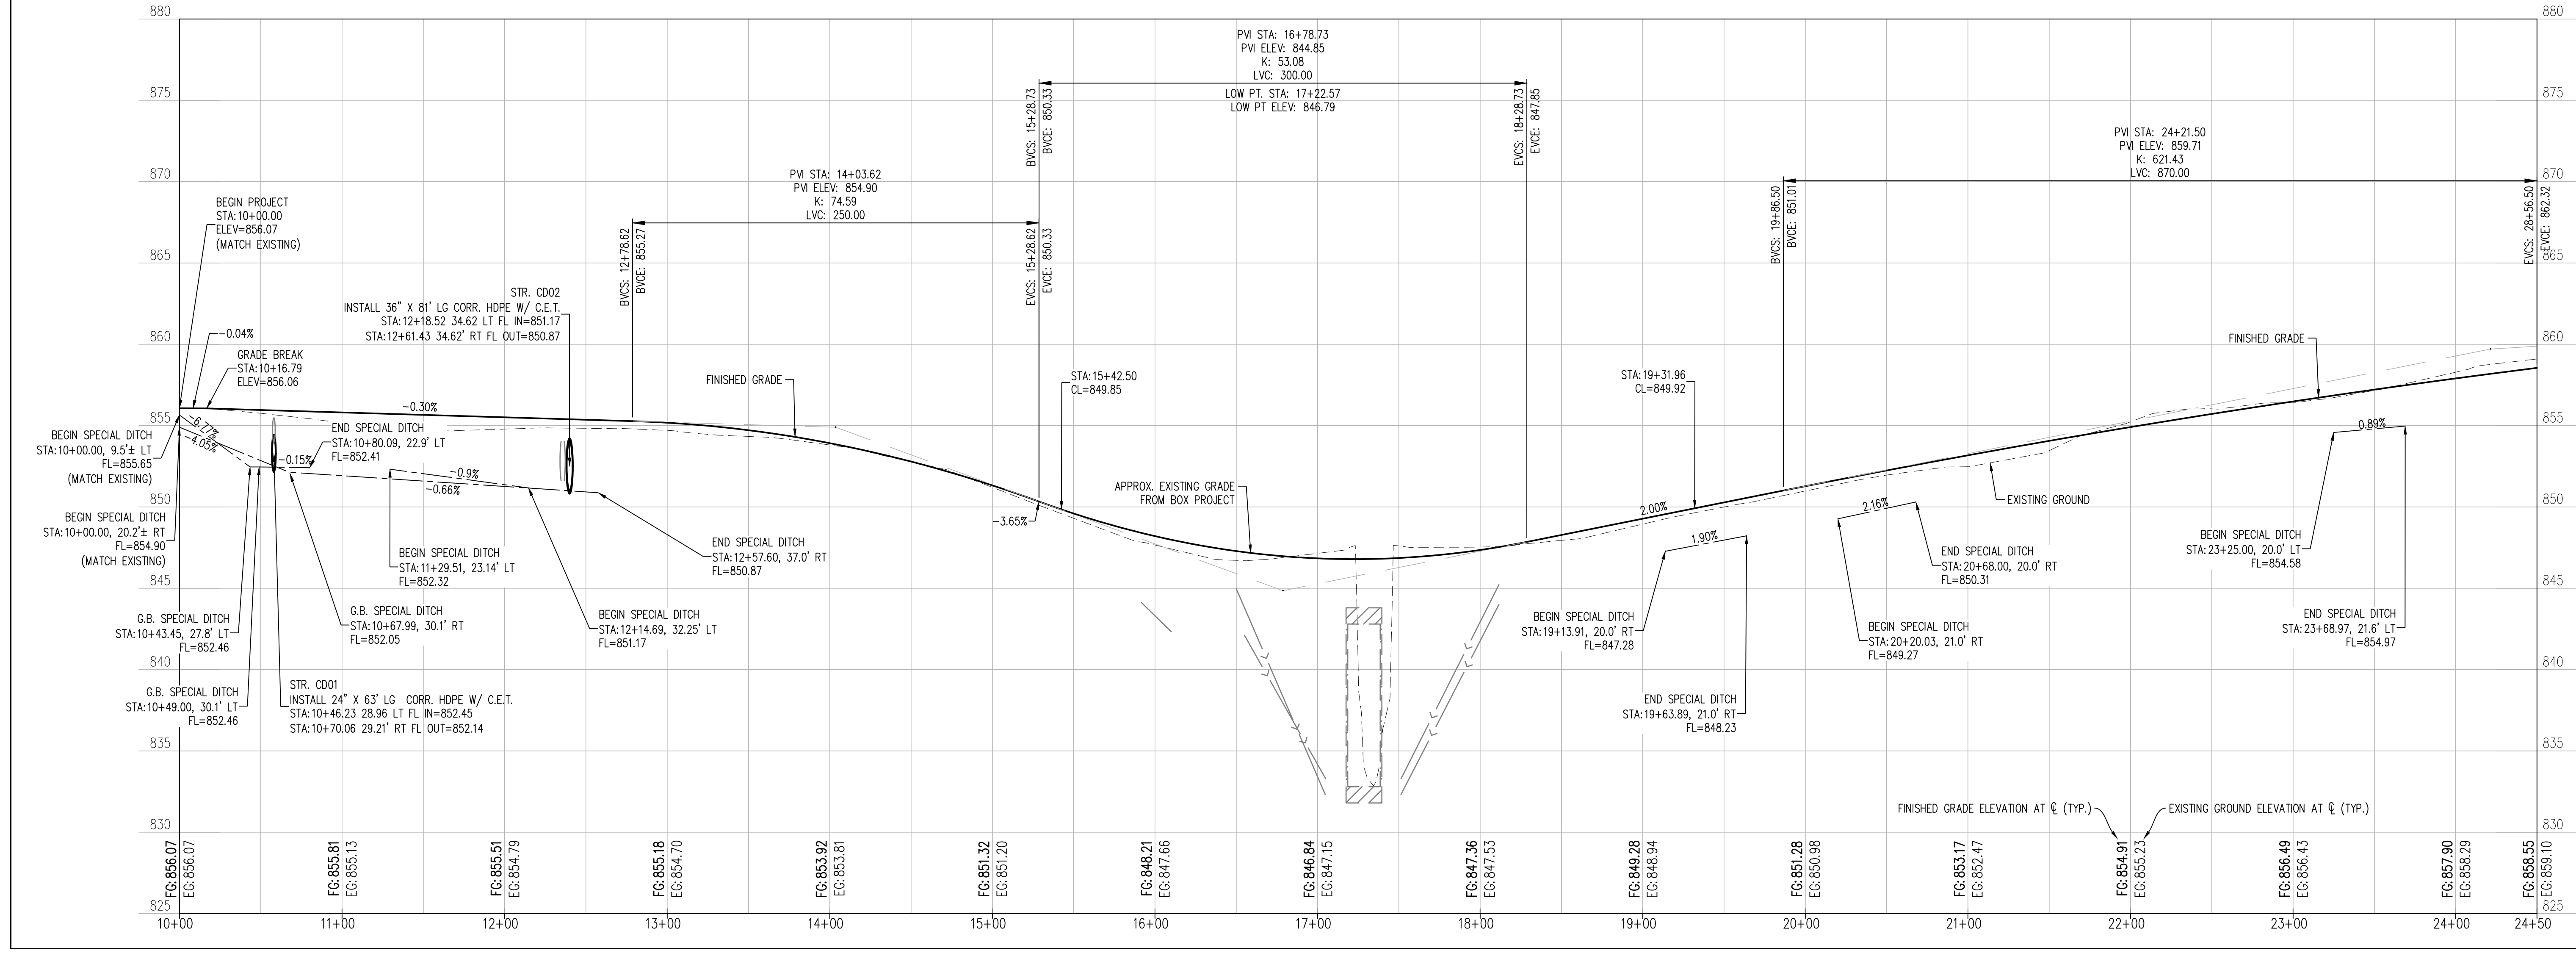 880
875
870
865
860
855
850
845
840
835
830
825
880
875
870
865
860
855
850
845
840
835
830
825
BEGIN PROJECT
STA:10+00.00
ELEV=856.07
(MATCH EXISTING)
-0.04%
GRADE BREAK
STA:10+16.79
ELEV=856.06
STR. CD02
INSTALL 36" X 81' LG CORR. HDPE W/ C.E.T.
STA:12+18.52 34.62 LT FL IN=851.17
STA:12+61.43 34.62' RT FL OUT=850.87
-0.30%
-6.77%
-4.05%
-0.15%
BEGIN SPECIAL DITCH
STA:10+00.00, 9.5'± LT
FL=855.65
(MATCH EXISTING)
BEGIN SPECIAL DITCH
STA:10+00.00, 20.2'± RT
FL=854.90
(MATCH EXISTING)
END SPECIAL DITCH
STA:10+80.09, 22.9' LT
FL=852.41
-0.9%
-0.66%
G.B. SPECIAL DITCH
STA:10+43.45, 27.8' LT
FL=852.46
G.B. SPECIAL DITCH
STA:10+49.00, 30.1' LT
FL=852.46
STR. CD01
INSTALL 24" X 63' LG CORR. HDPE W/ C.E.T.
STA:10+46.23 28.96 LT FL IN=852.45
STA:10+70.06 29.21' RT FL OUT=852.14
G.B. SPECIAL DITCH
STA:10+67.99, 30.1' RT
FL=852.05
BEGIN SPECIAL DITCH
STA:11+29.51, 23.14' LT
FL=852.32
BEGIN SPECIAL DITCH
STA:12+14.69, 32.25' LT
FL=851.17
END SPECIAL DITCH
STA:12+57.60, 37.0' RT
FL=850.87
BVCS: 12+78.62
BVCE: 855.27
PVI STA: 14+03.62
PVI ELEV: 854.90
K: 74.59
LVC: 250.00
FINISHED GRADE
EVCS: 15+28.62
EVCE: 850.33
BVCS: 15+28.73
BVCE: 850.33
PVI STA: 16+78.73
PVI ELEV: 844.85
K: 53.08
LVC: 300.00
LOW PT. STA: 17+22.57
LOW PT ELEV: 846.79
EVCS: 18+28.73
EVCE: 847.85
STA:15+42.50
CL=849.85
-3.65%
APPROX. EXISTING GRADE
FROM BOX PROJECT
STA:19+31.96
CL=849.92
2.00%
1.90%
BEGIN SPECIAL DITCH
STA:19+13.91, 20.0' RT
FL=847.28
END SPECIAL DITCH
STA:19+63.89, 21.0' RT
FL=848.23
BVCS: 19+86.50
BVCE: 851.01
PVI STA: 24+21.50
PVI ELEV: 859.71
K: 621.43
LVC: 870.00
EVCS: 28+56.50
EVCE: 862.32
2.16%
BEGIN SPECIAL DITCH
STA:20+20.03, 21.0' RT
FL=849.27
END SPECIAL DITCH
STA:20+68.00, 20.0' RT
FL=850.31
EXISTING GROUND
FINISHED GRADE
0.89%
BEGIN SPECIAL DITCH
STA:23+25.00, 20.0' LT
FL=854.58
END SPECIAL DITCH
STA:23+68.97, 21.6' LT
FL=854.97
FINISHED GRADE ELEVATION AT ℄ (TYP.)
EXISTING GROUND ELEVATION AT ℄ (TYP.)
FG:856.07
EG:856.07
FG:855.81
EG:855.13
FG:855.51
EG:854.79
FG:855.18
EG:854.70
FG:853.92
EG:853.81
FG:851.32
EG:851.20
FG:848.21
EG:847.66
FG:846.84
EG:847.15
FG:847.36
EG:847.53
FG:849.28
EG:848.94
FG:851.28
EG:850.98
FG:853.17
EG:852.47
FG:854.91
EG:855.23
FG:856.49
EG:856.43
FG:857.90
EG:858.29
FG:858.55
EG:859.10
10+00
11+00
12+00
13+00
14+00
15+00
16+00
17+00
18+00
19+00
20+00
21+00
22+00
23+00
24+00
24+50